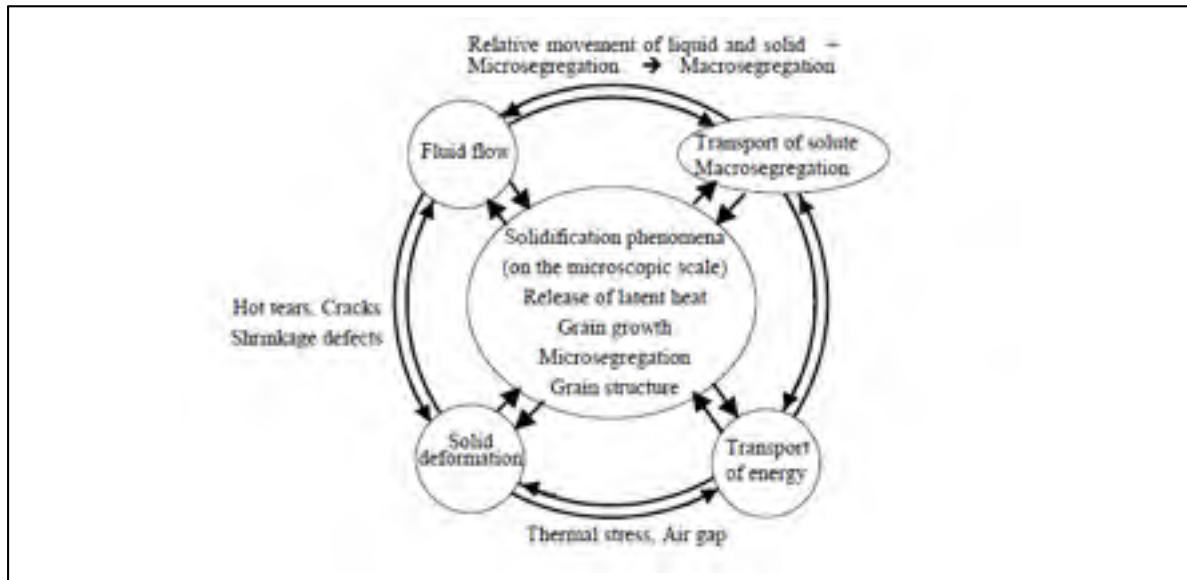 Relative movement of liquid and solid –
Microsegregation ➔ Macrosegregation
Fluid flow
Transport of solute
Macrosegregation
Solidification phenomena
(on the microscopic scale)
Release of latent heat
Grain growth
Microsegregation
Grain structure
Hot tears, Cracks
Shrinkage defects
Solid
deformation
Transport
of energy
Thermal stress, Air gap